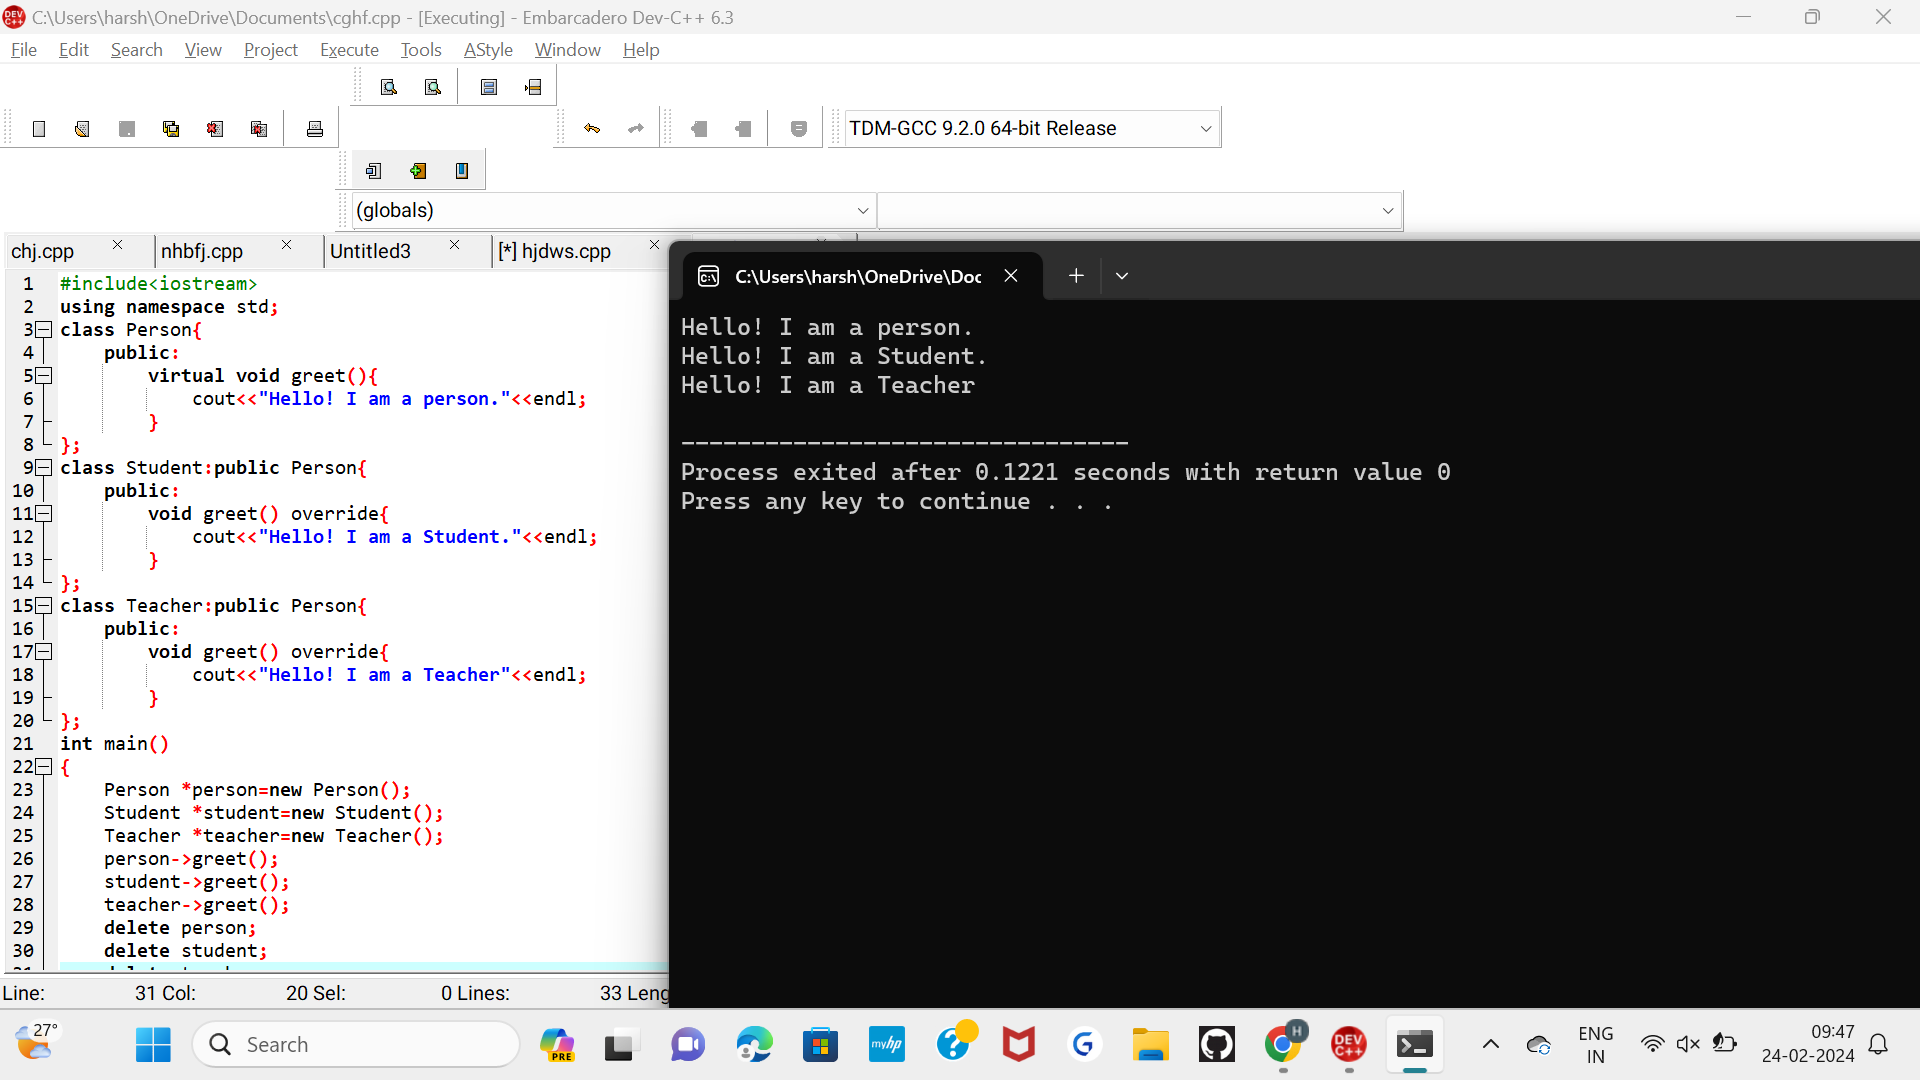 C:\Users\harsh\OneDrive\Documents\cghf.cpp - [Executing] - Embarcadero Dev-C++ 6.3
File Edit Search View Project Execute Tools AStyle Window Help
TDM-GCC 9.2.0 64-bit Release
(globals)
chj.cpp nhbfj.cpp Untitled3 [*] hjdws.cpp
1 #include<iostream>
2 using namespace std;
3 class Person{
4 public:
5 virtual void greet(){
6 cout<<"Hello! I am a person."<<endl;
7 }
8 };
9 class Student:public Person{
10 public:
11 void greet() override{
12 cout<<"Hello! I am a Student."<<endl;
13 }
14 };
15 class Teacher:public Person{
16 public:
17 void greet() override{
18 cout<<"Hello! I am a Teacher"<<endl;
19 }
20 };
21 int main()
22 {
23 Person *person=new Person();
24 Student *student=new Student();
25 Teacher *teacher=new Teacher();
26 person->greet();
27 student->greet();
28 teacher->greet();
29 delete person;
30 delete student;
C:\Users\harsh\OneDrive\Doc
Hello! I am a person.
Hello! I am a Student.
Hello! I am a Teacher
--------------------------------
Process exited after 0.1221 seconds with return value 0
Press any key to continue . . .
Line: 31 Col: 20 Sel: 0 Lines: 33 Leng
27°
Search
PRE
myhp
H
DEV C++
ENG
IN
09:47
24-02-2024